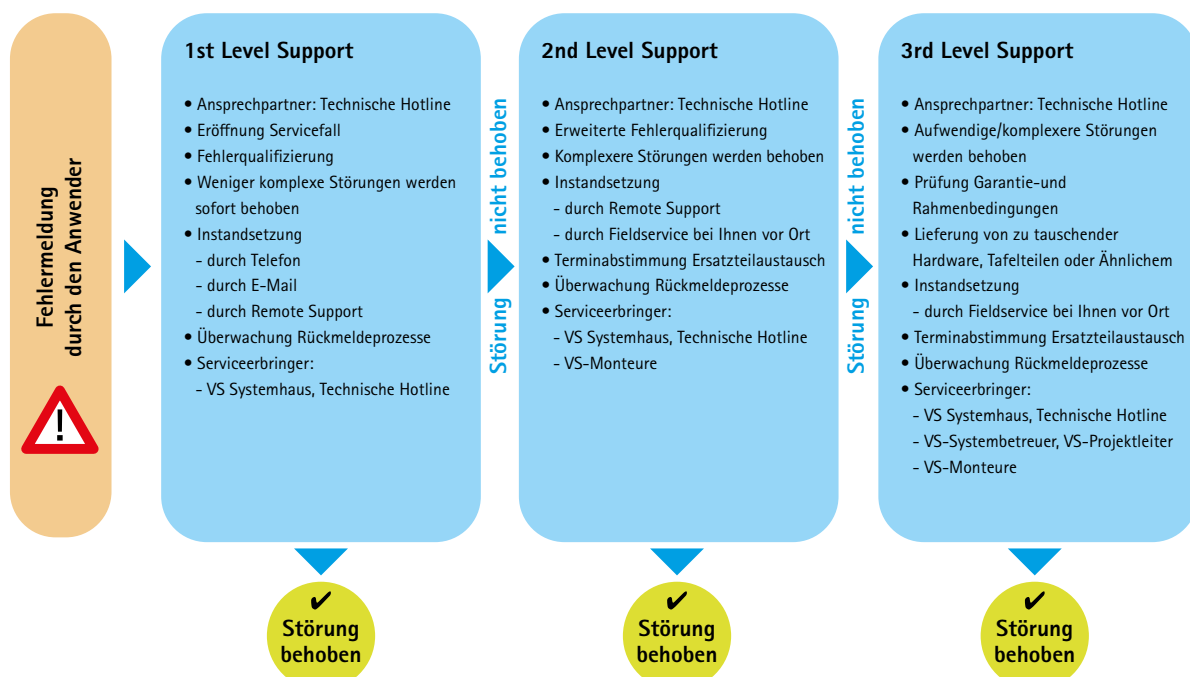 Fehlermeldung
durch den Anwender
!
1st Level Support
• Ansprechpartner: Technische Hotline
• Eröffnung Servicefall
• Fehlerqualifizierung
• Weniger komplexe Störungen werden
sofort behoben
• Instandsetzung
- durch Telefon
- durch E-Mail
- durch Remote Support
• Überwachung Rückmeldeprozesse
• Serviceerbringer:
- VS Systemhaus, Technische Hotline
Störung nicht behoben
2nd Level Support
• Ansprechpartner: Technische Hotline
• Erweiterte Fehlerqualifizierung
• Komplexere Störungen werden behoben
• Instandsetzung
- durch Remote Support
- durch Fieldservice bei Ihnen vor Ort
• Terminabstimmung Ersatzteilaustausch
• Überwachung Rückmeldeprozesse
• Serviceerbringer:
- VS Systemhaus, Technische Hotline
- VS-Monteure
Störung nicht behoben
3rd Level Support
• Ansprechpartner: Technische Hotline
• Aufwendige/komplexere Störungen
werden behoben
• Prüfung Garantie-und
Rahmenbedingungen
• Lieferung von zu tauschender
Hardware, Tafelteilen oder Ähnlichem
• Instandsetzung
- durch Fieldservice bei Ihnen vor Ort
• Terminabstimmung Ersatzteilaustausch
• Überwachung Rückmeldeprozesse
• Serviceerbringer:
- VS Systemhaus, Technische Hotline
- VS-Systembetreuer, VS-Projektleiter
- VS-Monteure
✔
Störung
behoben
✔
Störung
behoben
✔
Störung
behoben